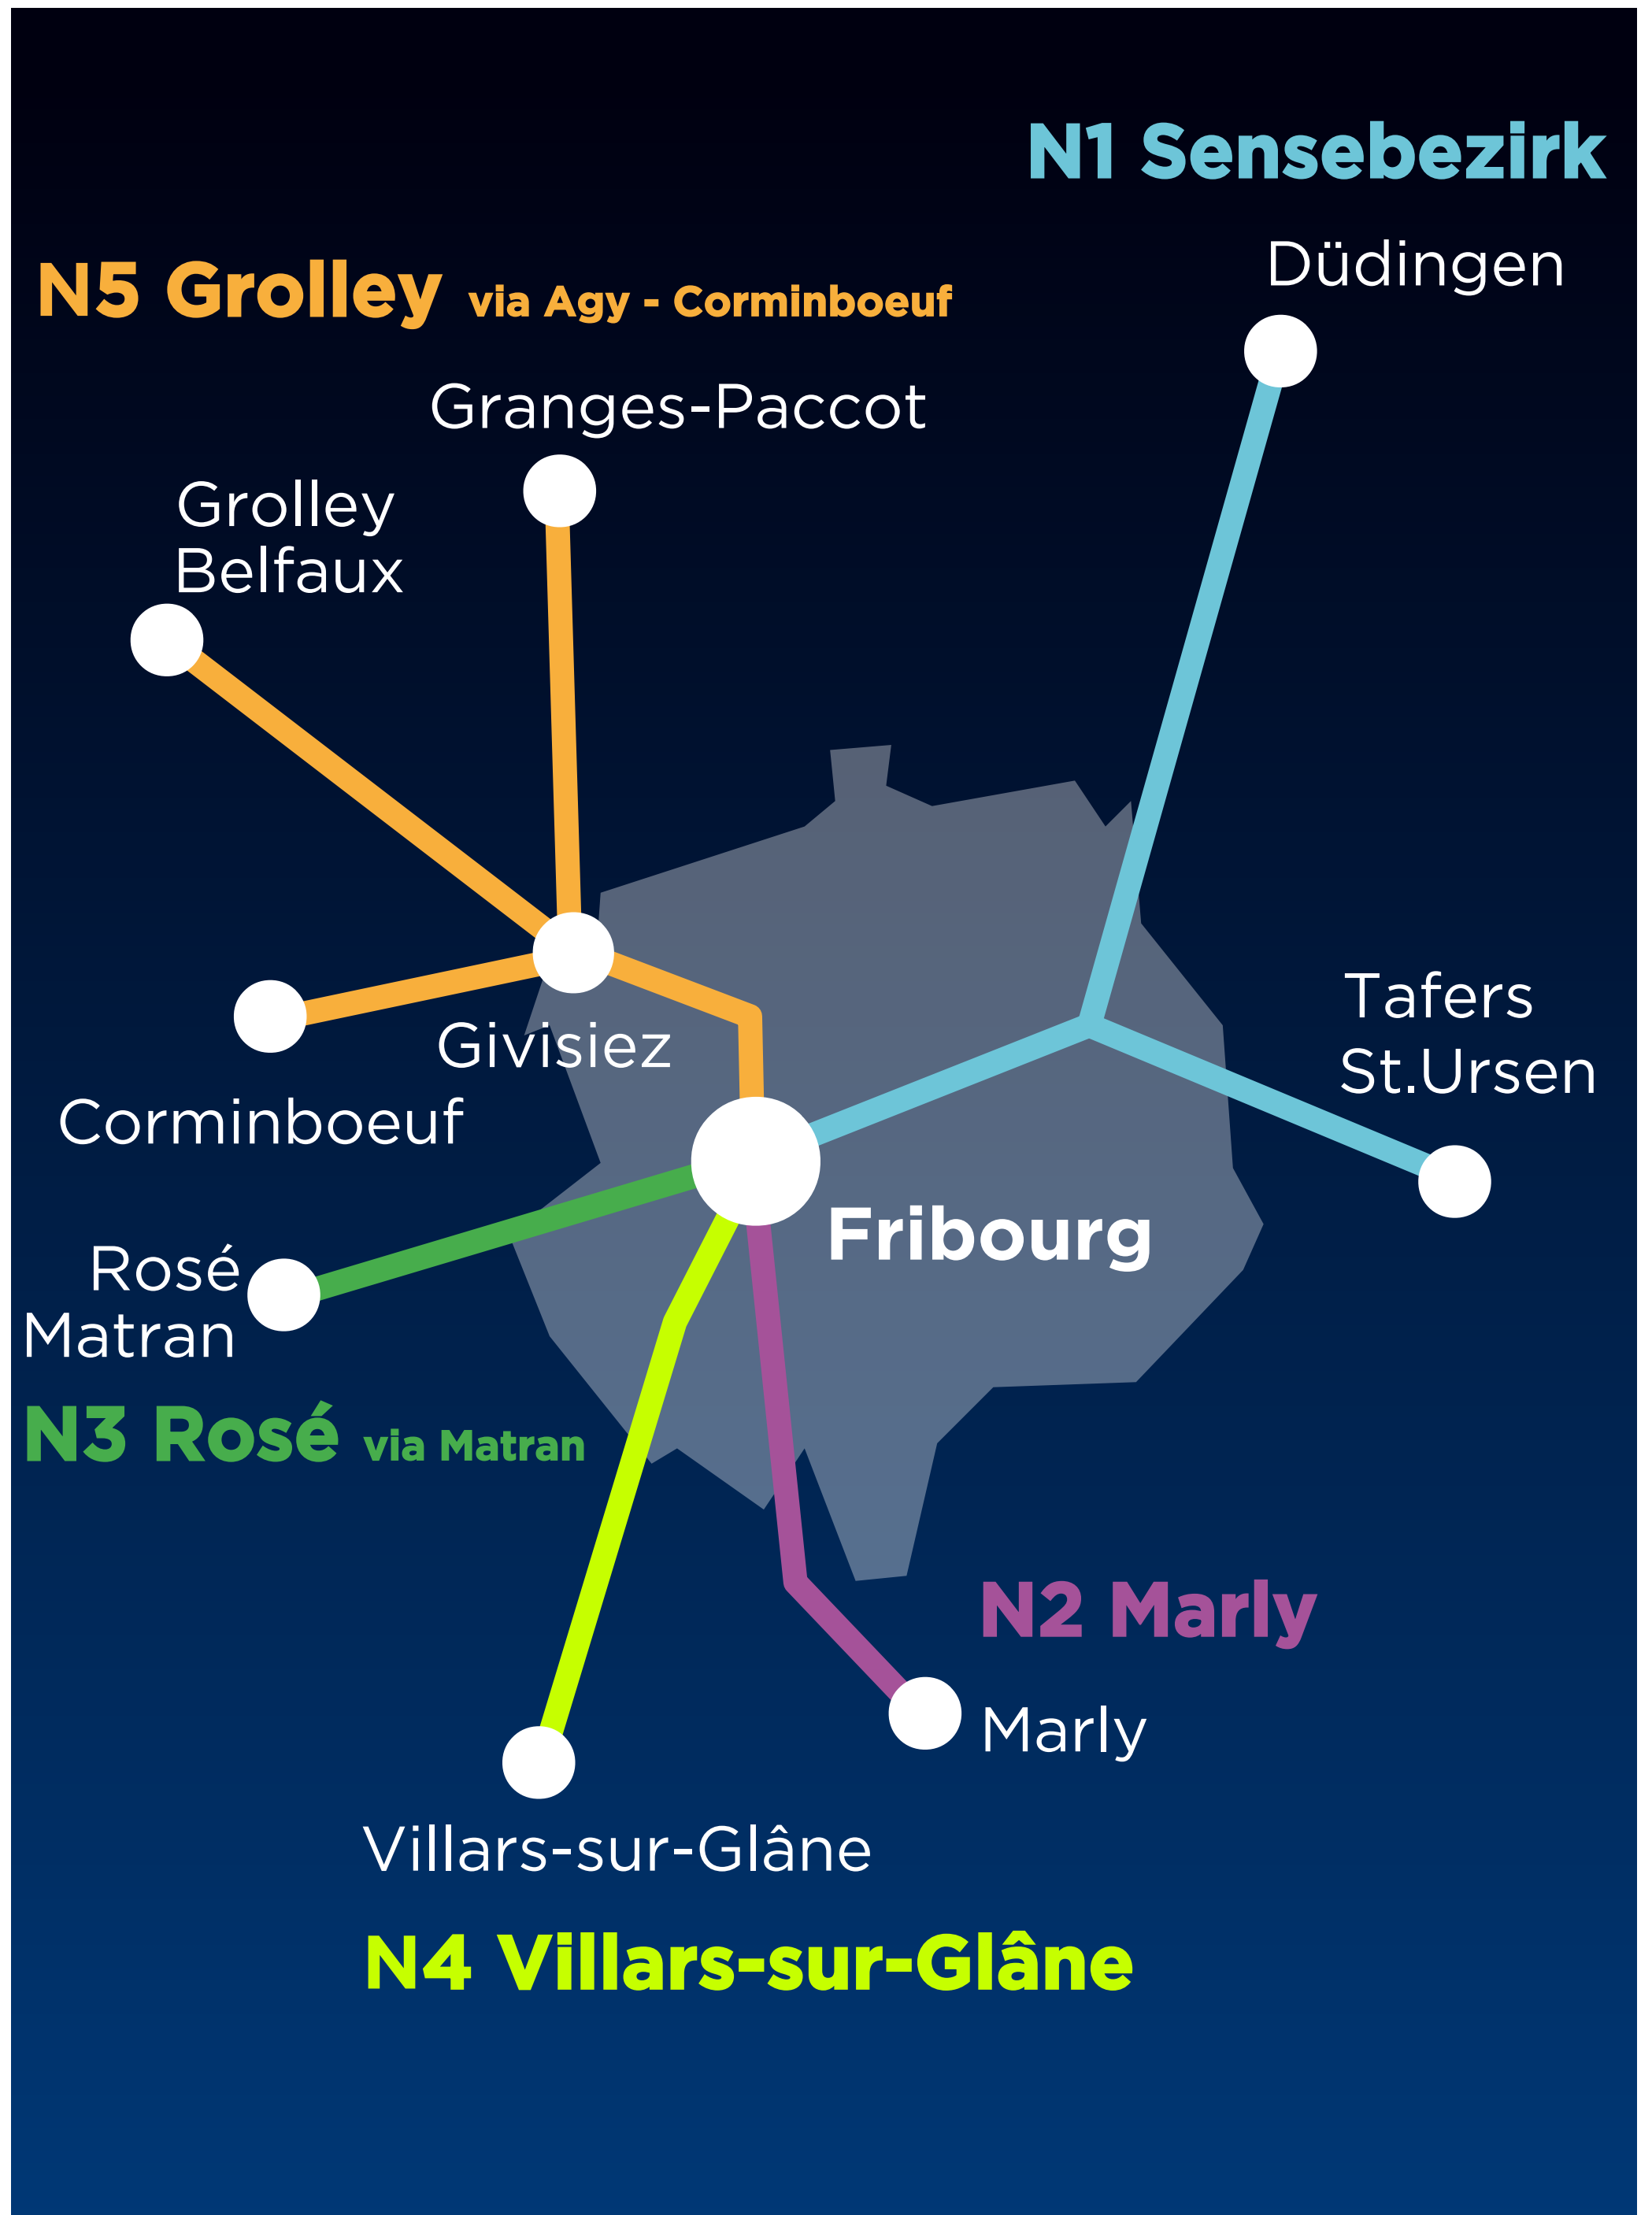 N1 Sensebezirk
Düdingen
N5 Grolley via Agy - Corminboeuf
Granges-Paccot
Grolley
Belfaux
Tafers
St.Ursen
Givisiez
Corminboeuf
Fribourg
Rosé
Matran
N3 Rosé via Matran
N2 Marly
Marly
Villars-sur-Glâne
N4 Villars-sur-Glâne